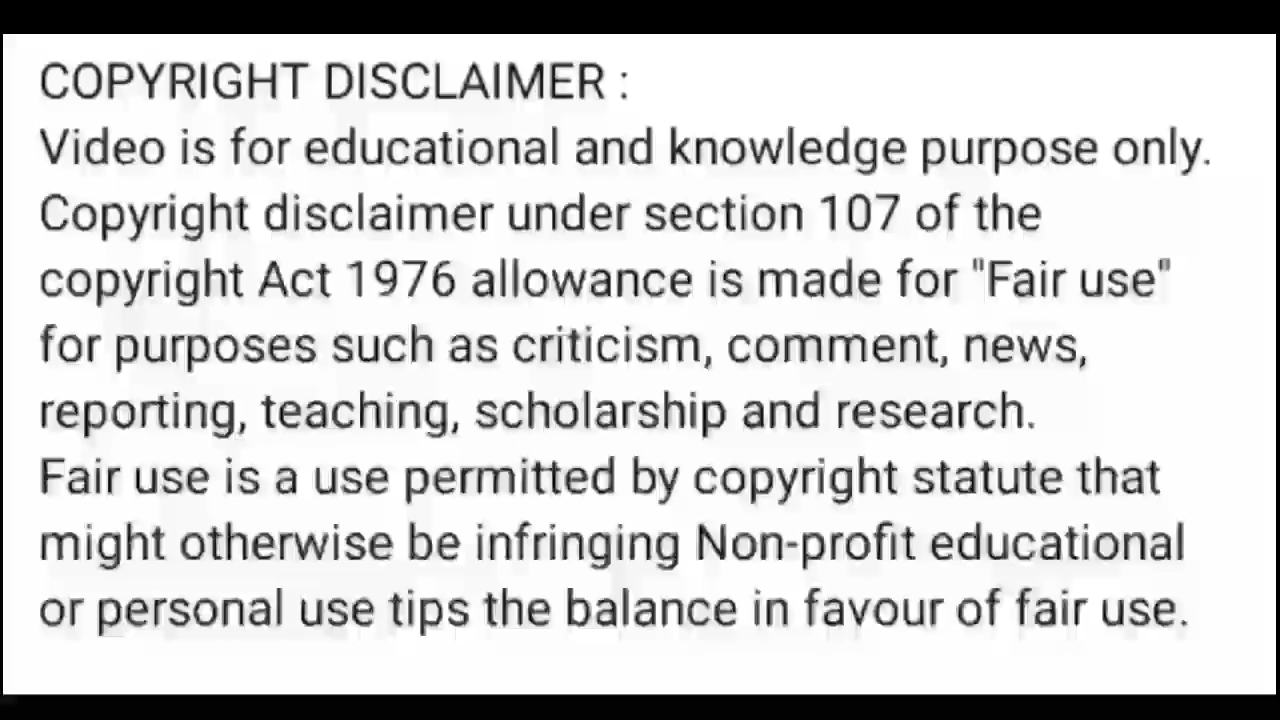 COPYRIGHT DISCLAIMER :
Video is for educational and knowledge purpose only.
Copyright disclaimer under section 107 of the
copyright Act 1976 allowance is made for "Fair use"
for purposes such as criticism, comment, news,
reporting, teaching, scholarship and research.
Fair use is a use permitted by copyright statute that
might otherwise be infringing Non-profit educational
or personal use tips the balance in favour of fair use.